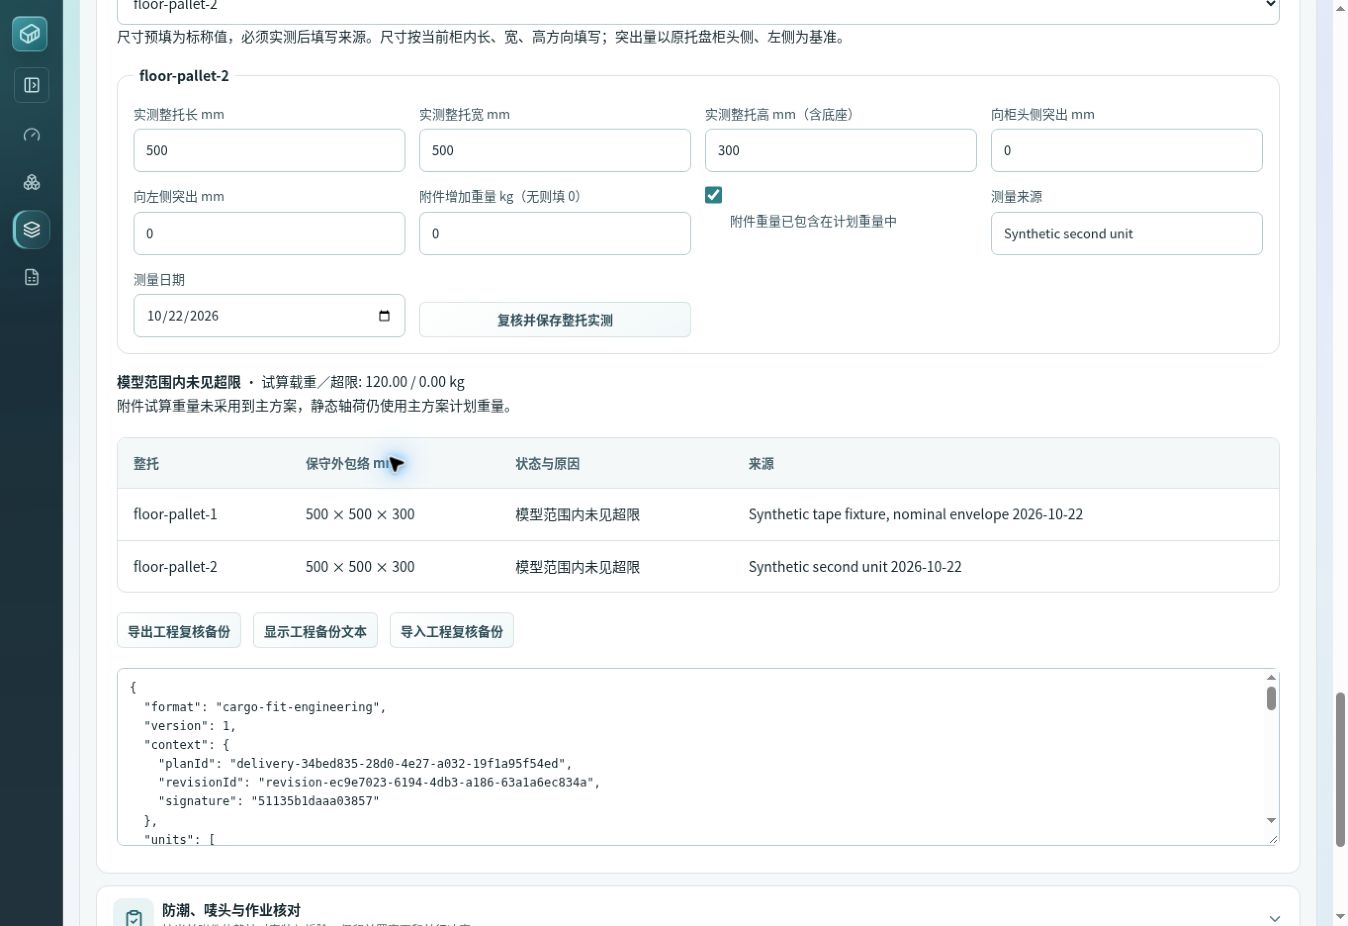 floor-pallet-2
尺寸预填为标称值，必须实测后填写来源。尺寸按当前柜内长、宽、高方向填写；突出量以原托盘柜头侧、左侧为基准。
floor-pallet-2
实测整托长 mm
实测整托宽 mm
实测整托高 mm（含底座）
向柜头侧突出 mm
500
500
300
0
向左侧突出 mm
附件增加重量 kg（无则填 0）
测量来源
0
0
附件重量已包含在计划重量中
Synthetic second unit
测量日期
10/22/2026
复核并保存整托实测
模型范围内未见超限 · 试算载重／超限: 120.00 / 0.00 kg
附件试算重量未采用到主方案，静态轴荷仍使用主方案计划重量。
整托
保守外包络 m
状态与原因
来源
floor-pallet-1
500 × 500 × 300
模型范围内未见超限
Synthetic tape fixture, nominal envelope 2026-10-22
floor-pallet-2
500 × 500 × 300
模型范围内未见超限
Synthetic second unit 2026-10-22
导出工程复核备份
显示工程备份文本
导入工程复核备份
{
"format": "cargo-fit-engineering",
"version": 1,
"context": {
"planId": "delivery-34bed835-28d0-4e27-a032-19f1a95f54ed",
"revisionId": "revision-ec9e7023-6194-4db3-a186-63a1a6ec834a",
"signature": "51135b1daaa03857"
},
"units": [
防潮、唛头与作业核对